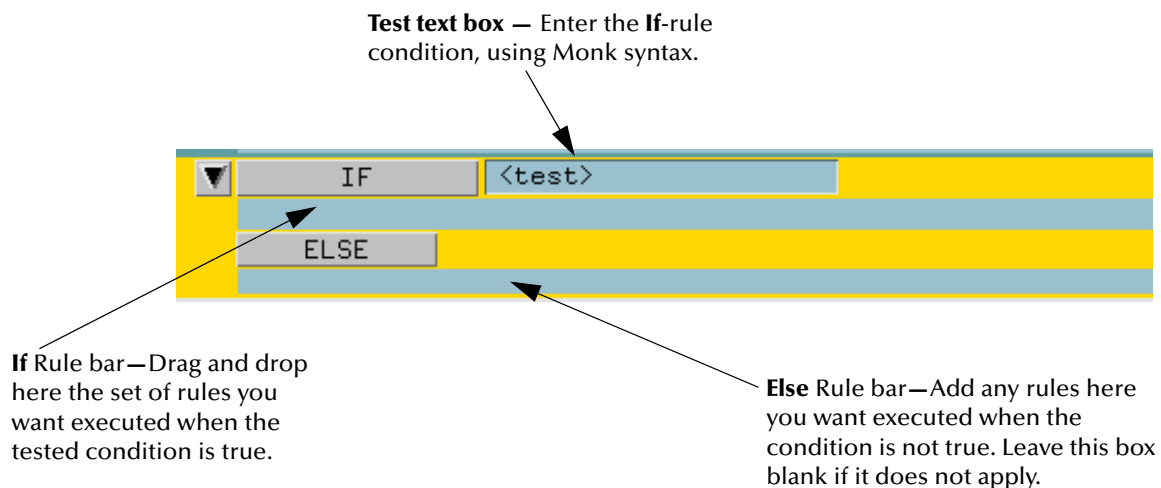 Test text box — Enter the If-rule
condition, using Monk syntax.
IF
<test>
ELSE
If Rule bar—Drag and drop
here the set of rules you
want executed when the
tested condition is true.
Else Rule bar—Add any rules here
you want executed when the
condition is not true. Leave this box
blank if it does not apply.